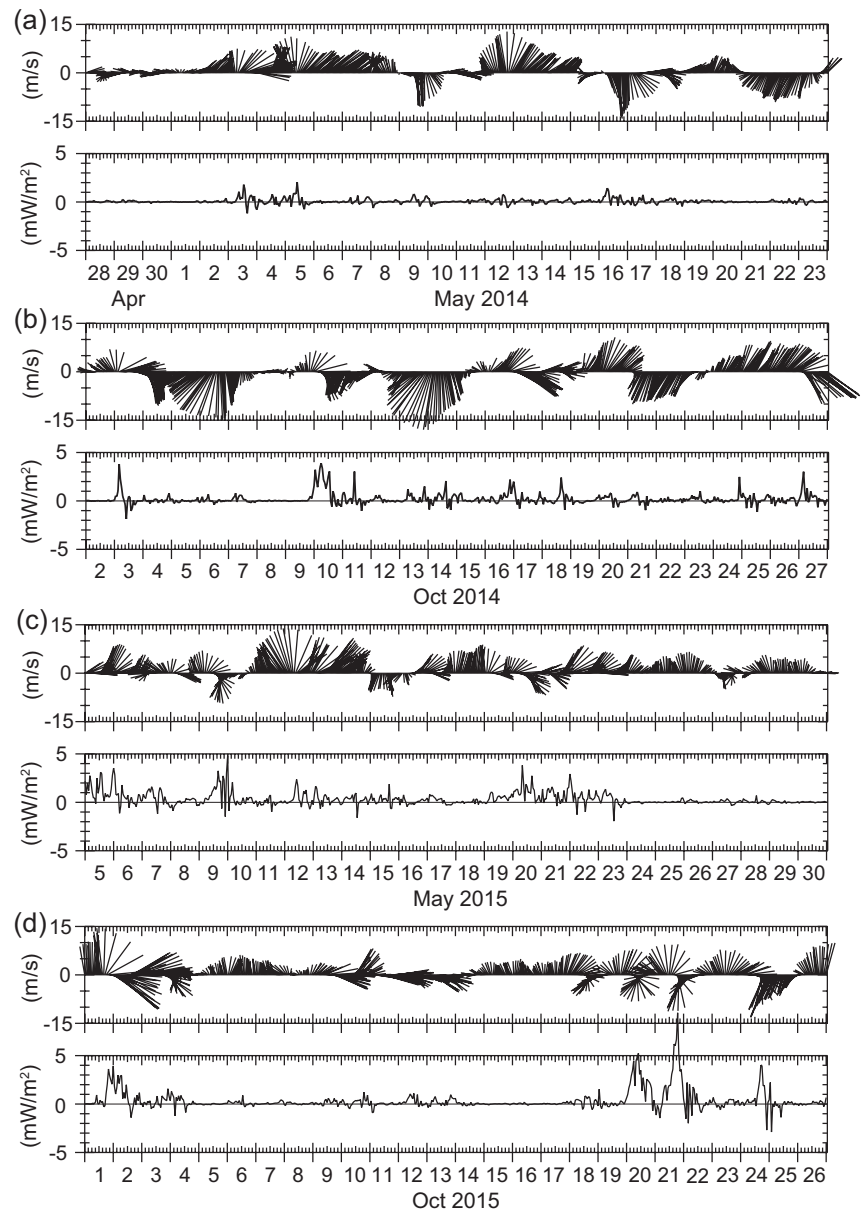 (a)
15
0
-15
(m/s)
5
0
-5
(mW/m²)
28 29 30 1 2 3 4 5 6 7 8 9 10 11 12 13 14 15 16 17 18 19 20 21 22 23
Apr May 2014
(b)
15
0
-15
(m/s)
5
0
-5
(mW/m²)
2 3 4 5 6 7 8 9 10 11 12 13 14 15 16 17 18 19 20 21 22 23 24 25 26 27
Oct 2014
(c)
15
0
-15
(m/s)
5
0
-5
(mW/m²)
5 6 7 8 9 10 11 12 13 14 15 16 17 18 19 20 21 22 23 24 25 26 27 28 29 30
May 2015
(d)
15
0
-15
(m/s)
5
0
-5
(mW/m²)
1 2 3 4 5 6 7 8 9 10 11 12 13 14 15 16 17 18 19 20 21 22 23 24 25 26
Oct 2015